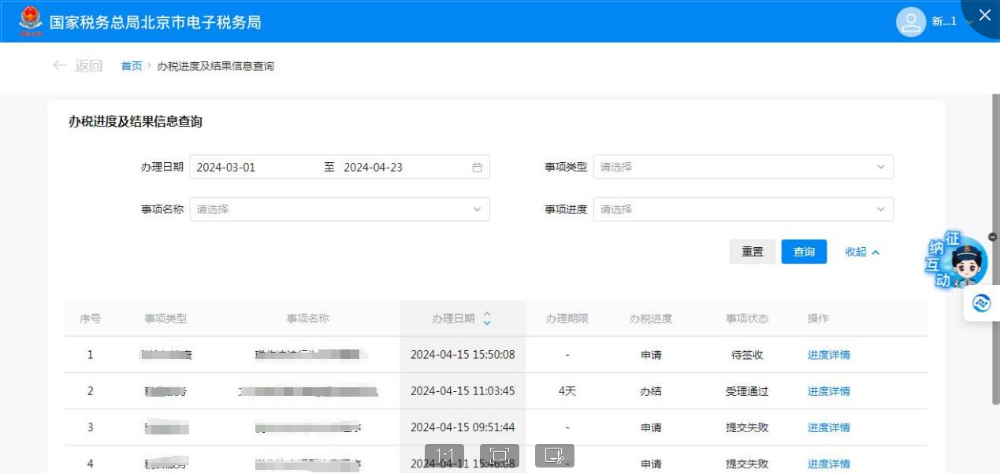 国家税务总局北京市电子税务局
新...1
返回 首页 > 办税进度及结果信息查询
办税进度及结果信息查询
办理日期 2024-03-01 至 2024-04-23 事项类型 请选择
事项名称 请选择 事项进度 请选择
重置 查询 收起
征纳互动
序号 事项类型 事项名称 办理日期 办理期限 办税进度 事项状态 操作
1 2024-04-15 15:50:08 - 申请 待签收 进度详情
2 2024-04-15 11:03:45 4天 办结 受理通过 进度详情
3 2024-04-15 09:51:44 - 申请 提交失败 进度详情
4 2024-04-11 15:46:08 - 申请 提交失败 进度详情
1:1